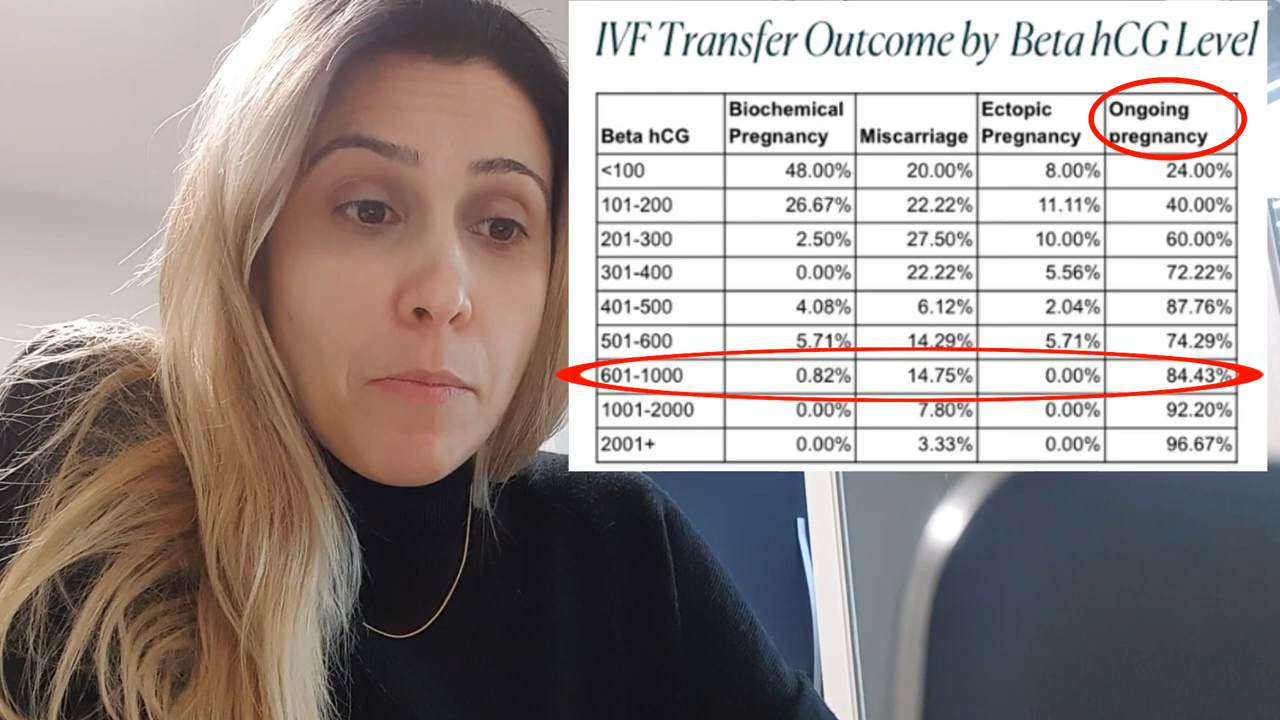 IVF Transfer Outcome by Beta hCG Level
Beta hCG Biochemical Pregnancy Miscarriage Ectopic Pregnancy Ongoing pregnancy
<100 48.00% 20.00% 8.00% 24.00%
101-200 26.67% 22.22% 11.11% 40.00%
201-300 2.50% 27.50% 10.00% 60.00%
301-400 0.00% 22.22% 5.56% 72.22%
401-500 4.08% 6.12% 2.04% 87.76%
501-600 5.71% 14.29% 5.71% 74.29%
601-1000 0.82% 14.75% 0.00% 84.43%
1001-2000 0.00% 7.80% 0.00% 92.20%
2001+ 0.00% 3.33% 0.00% 96.67%